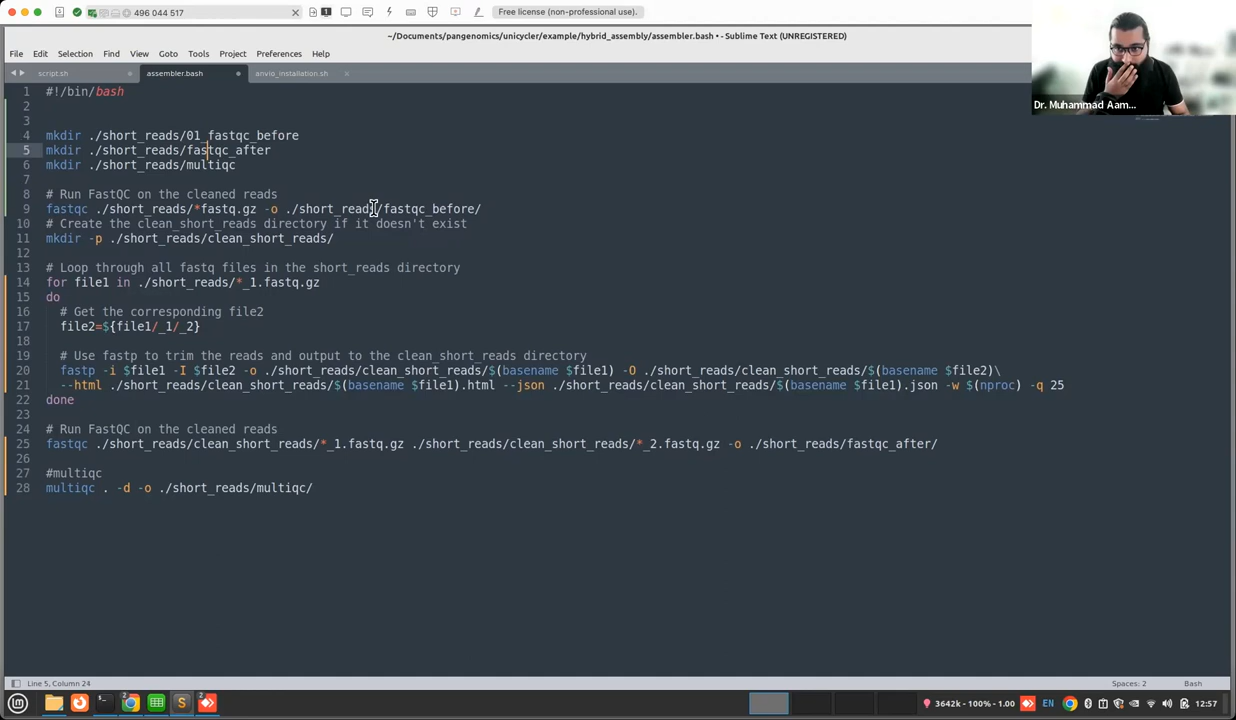 496 044 517
Free license (non-professional use).
~/Documents/pangenomics/unicycler/example/hybrid_assembly/assembler.bash • - Sublime Text (UNREGISTERED)
File Edit Selection Find View Goto Tools Project Preferences Help
script.sh assembler.bash anvio_installation.sh
1 #!/bin/bash
2
3
4 mkdir ./short_reads/01_fastqc_before
5 mkdir ./short_reads/fastqc_after
6 mkdir ./short_reads/multiqc
7
8 # Run FastQC on the cleaned reads
9 fastqc ./short_reads/*fastq.gz -o ./short_reads/fastqc_before/
10 # Create the clean_short_reads directory if it doesn't exist
11 mkdir -p ./short_reads/clean_short_reads/
12
13 # Loop through all fastq files in the short_reads directory
14 for file1 in ./short_reads/*_1.fastq.gz
15 do
16 # Get the corresponding file2
17 file2=${file1/_1/_2}
18
19 # Use fastp to trim the reads and output to the clean_short_reads directory
20 fastp -i $file1 -I $file2 -o ./short_reads/clean_short_reads/$(basename $file1) -O ./short_reads/clean_short_reads/$(basename $file2)\
21 --html ./short_reads/clean_short_reads/$(basename $file1).html --json ./short_reads/clean_short_reads/$(basename $file1).json -w $(nproc) -q 25
22 done
23
24 # Run FastQC on the cleaned reads
25 fastqc ./short_reads/clean_short_reads/*_1.fastq.gz ./short_reads/clean_short_reads/*_2.fastq.gz -o ./short_reads/fastqc_after/
26
27 #multiqc
28 multiqc . -d -o ./short_reads/multiqc/
Dr. Muhammad Aam...
Line 5, Column 24
Spaces: 2
Bash
2 2 3642k - 100% - 1.00 EN 12:57